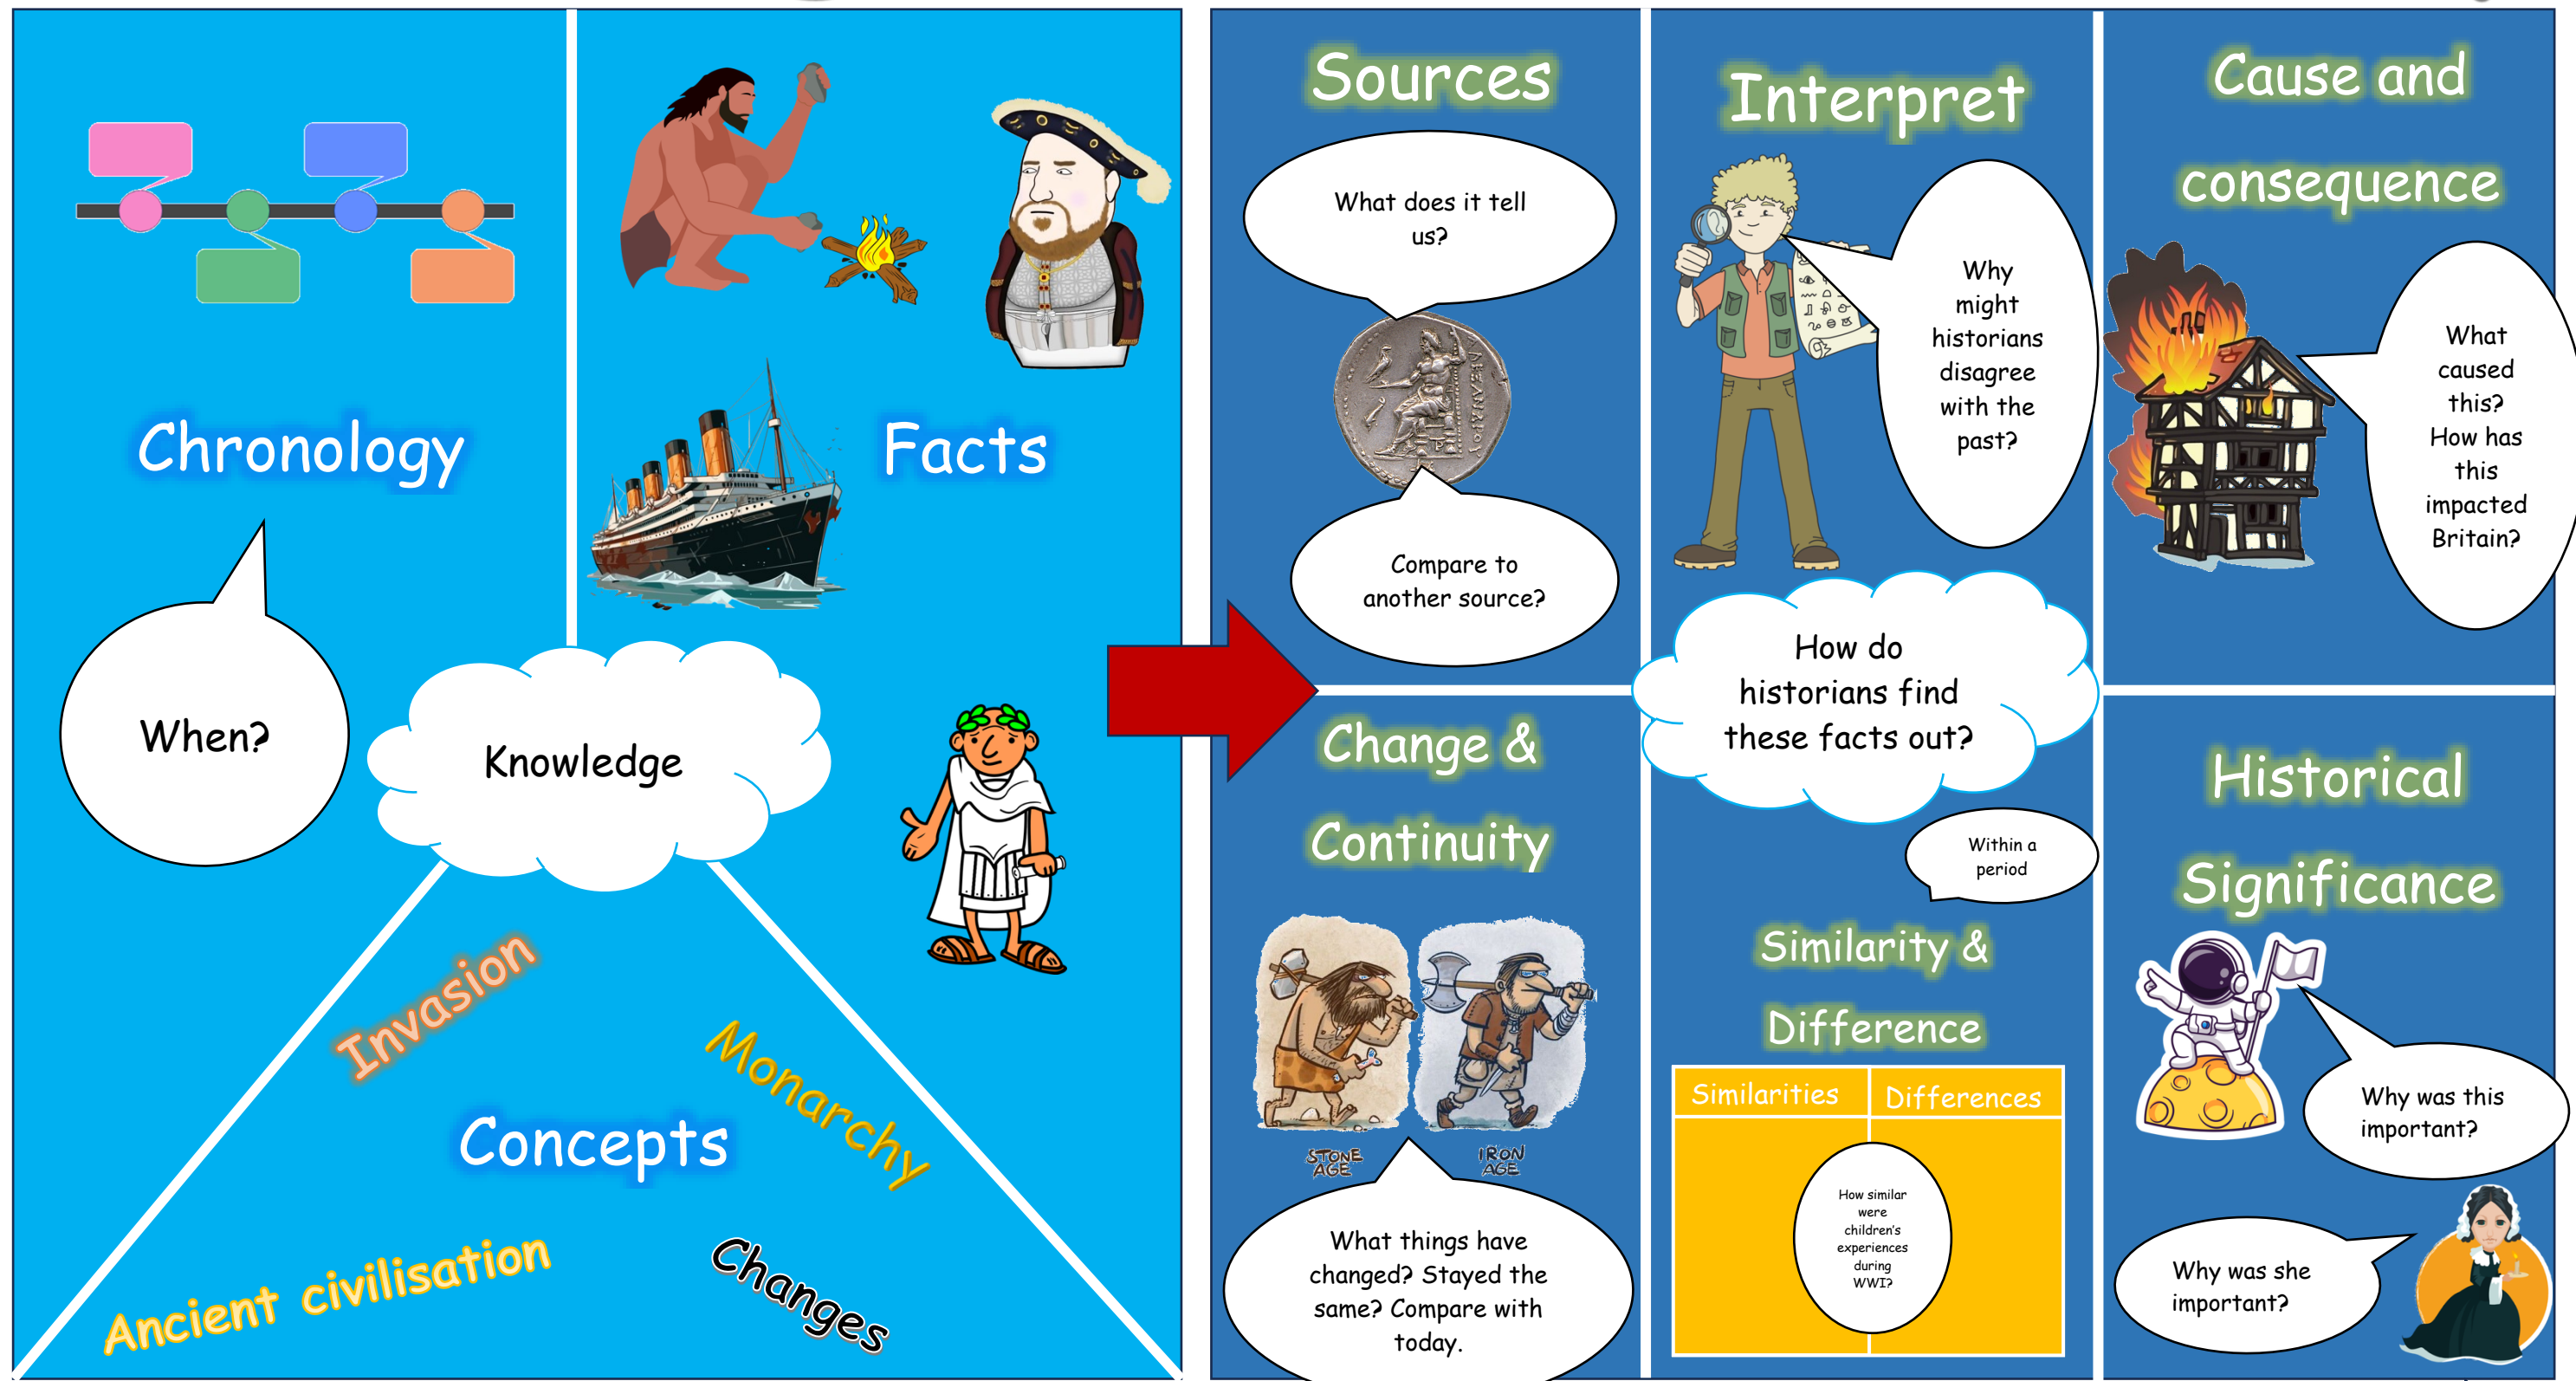 Chronology
When?
Facts
Knowledge
Invasion
Monarchy
Concepts
Ancient civilisation
Changes
Sources
What does it tell
us?
ΑΛΕΞΑΝΔΡΟΥ
Compare to
another source?
Interpret
Why
might
historians
disagree
with the
past?
Cause and
consequence
What
caused
this?
How has
this
impacted
Britain?
How do
historians find
these facts out?
Change &
Continuity
STONE
AGE
IRON
AGE
What things have
changed? Stayed the
same? Compare with
today.
Within a
period
Similarity &
Difference
Similarities
Differences
How similar
were
children's
experiences
during
WWI?
Historical
Significance
Why was this
important?
Why was she
important?